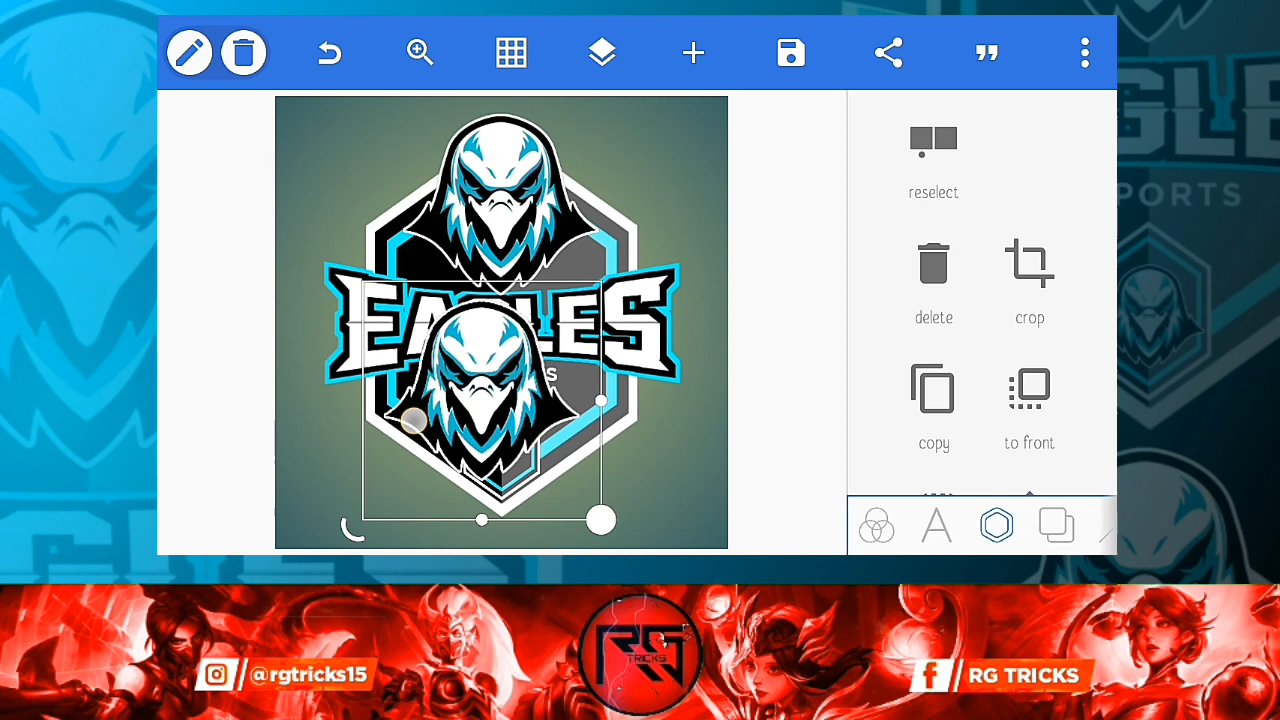 reselect
delete
crop
copy
to front
EAGLES
S
PORTS
@rgtricks15
RG
TRICKS
RG TRICKS